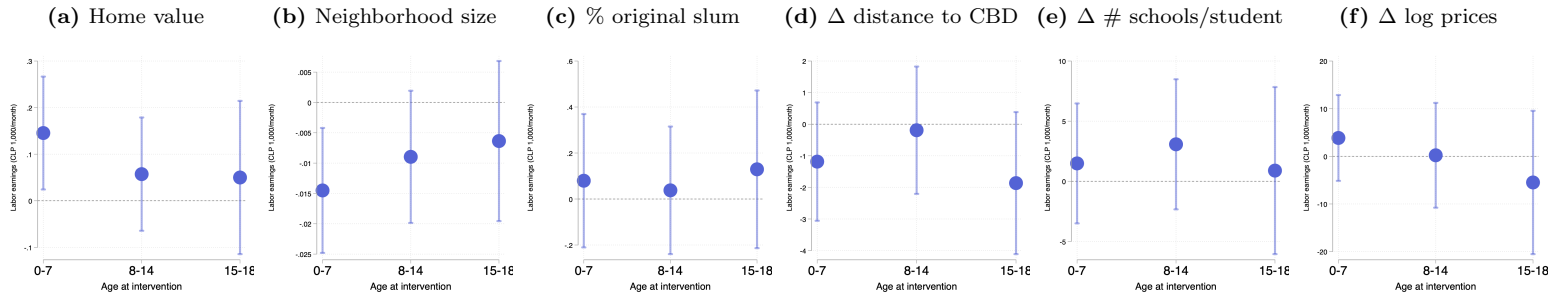 (a) Home value
.3
.2
.1
0
-.1
Labor earnings (CLP 1,000/month)
0-7 8-14 15-18
Age at intervention
(b) Neighborhood size
.005
0
-.005
-.01
-.015
-.02
-.025
Labor earnings (CLP 1,000/month)
0-7 8-14 15-18
Age at intervention
(c) % original slum
.6
.4
.2
0
-.2
Labor earnings (CLP 1,000/month)
0-7 8-14 15-18
Age at intervention
(d) Δ distance to CBD
2
1
0
-1
-2
-3
-4
Labor earnings (CLP 1,000/month)
0-7 8-14 15-18
Age at intervention
(e) Δ # schools/student
10
5
0
-5
Labor earnings (CLP 1,000/month)
0-7 8-14 15-18
Age at intervention
(f) Δ log prices
20
10
0
-10
-20
Labor earnings (CLP 1,000/month)
0-7 8-14 15-18
Age at intervention